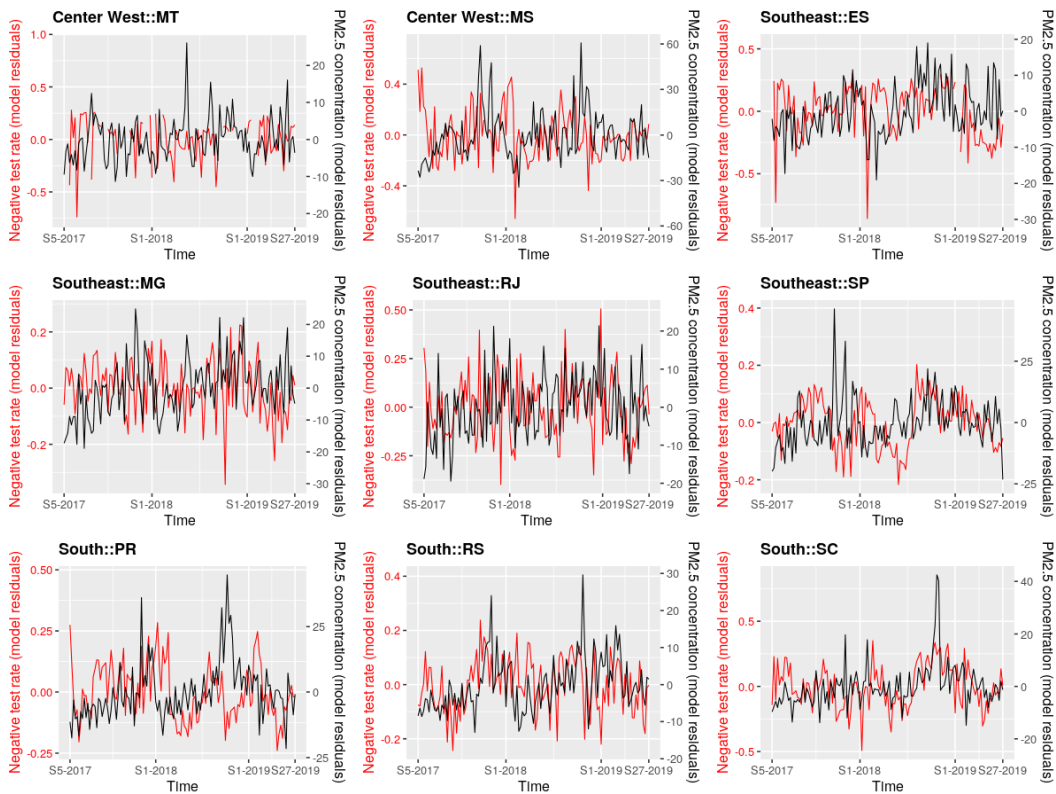 Center West::MT
Negative test rate (model residuals)
1.0
0.5
0.0
-0.5
20
10
0
-10
-20
PM2.5 concentration (model residuals)
S5-2017 S1-2018 S1-2019 S27-2019
TIme
Center West::MS
Negative test rate (model residuals)
0.4
0.0
-0.4
60
30
0
-30
-60
PM2.5 concentration (model residuals)
S5-2017 S1-2018 S1-2019 S27-2019
TIme
Southeast::ES
Negative test rate (model residuals)
0.5
0.0
-0.5
20
10
0
-10
-20
-30
PM2.5 concentration (model residuals)
S5-2017 S1-2018 S1-2019 S27-2019
TIme
Southeast::MG
Negative test rate (model residuals)
0.2
0.0
-0.2
20
10
0
-10
-20
-30
PM2.5 concentration (model residuals)
S5-2017 S1-2018 S1-2019 S27-2019
TIme
Southeast::RJ
Negative test rate (model residuals)
0.50
0.25
0.00
-0.25
20
10
0
-10
-20
PM2.5 concentration (model residuals)
S5-2017 S1-2018 S1-2019 S27-2019
TIme
Southeast::SP
Negative test rate (model residuals)
0.4
0.2
0.0
-0.2
25
0
-25
PM2.5 concentration (model residuals)
S5-2017 S1-2018 S1-2019 S27-2019
TIme
South::PR
Negative test rate (model residuals)
0.50
0.25
0.00
-0.25
25
0
-25
PM2.5 concentration (model residuals)
S5-2017 S1-2018 S1-2019 S27-2019
TIme
South::RS
Negative test rate (model residuals)
0.4
0.2
0.0
-0.2
30
20
10
0
-10
-20
PM2.5 concentration (model residuals)
S5-2017 S1-2018 S1-2019 S27-2019
TIme
South::SC
Negative test rate (model residuals)
0.5
0.0
-0.5
40
20
0
-20
PM2.5 concentration (model residuals)
S5-2017 S1-2018 S1-2019 S27-2019
TIme